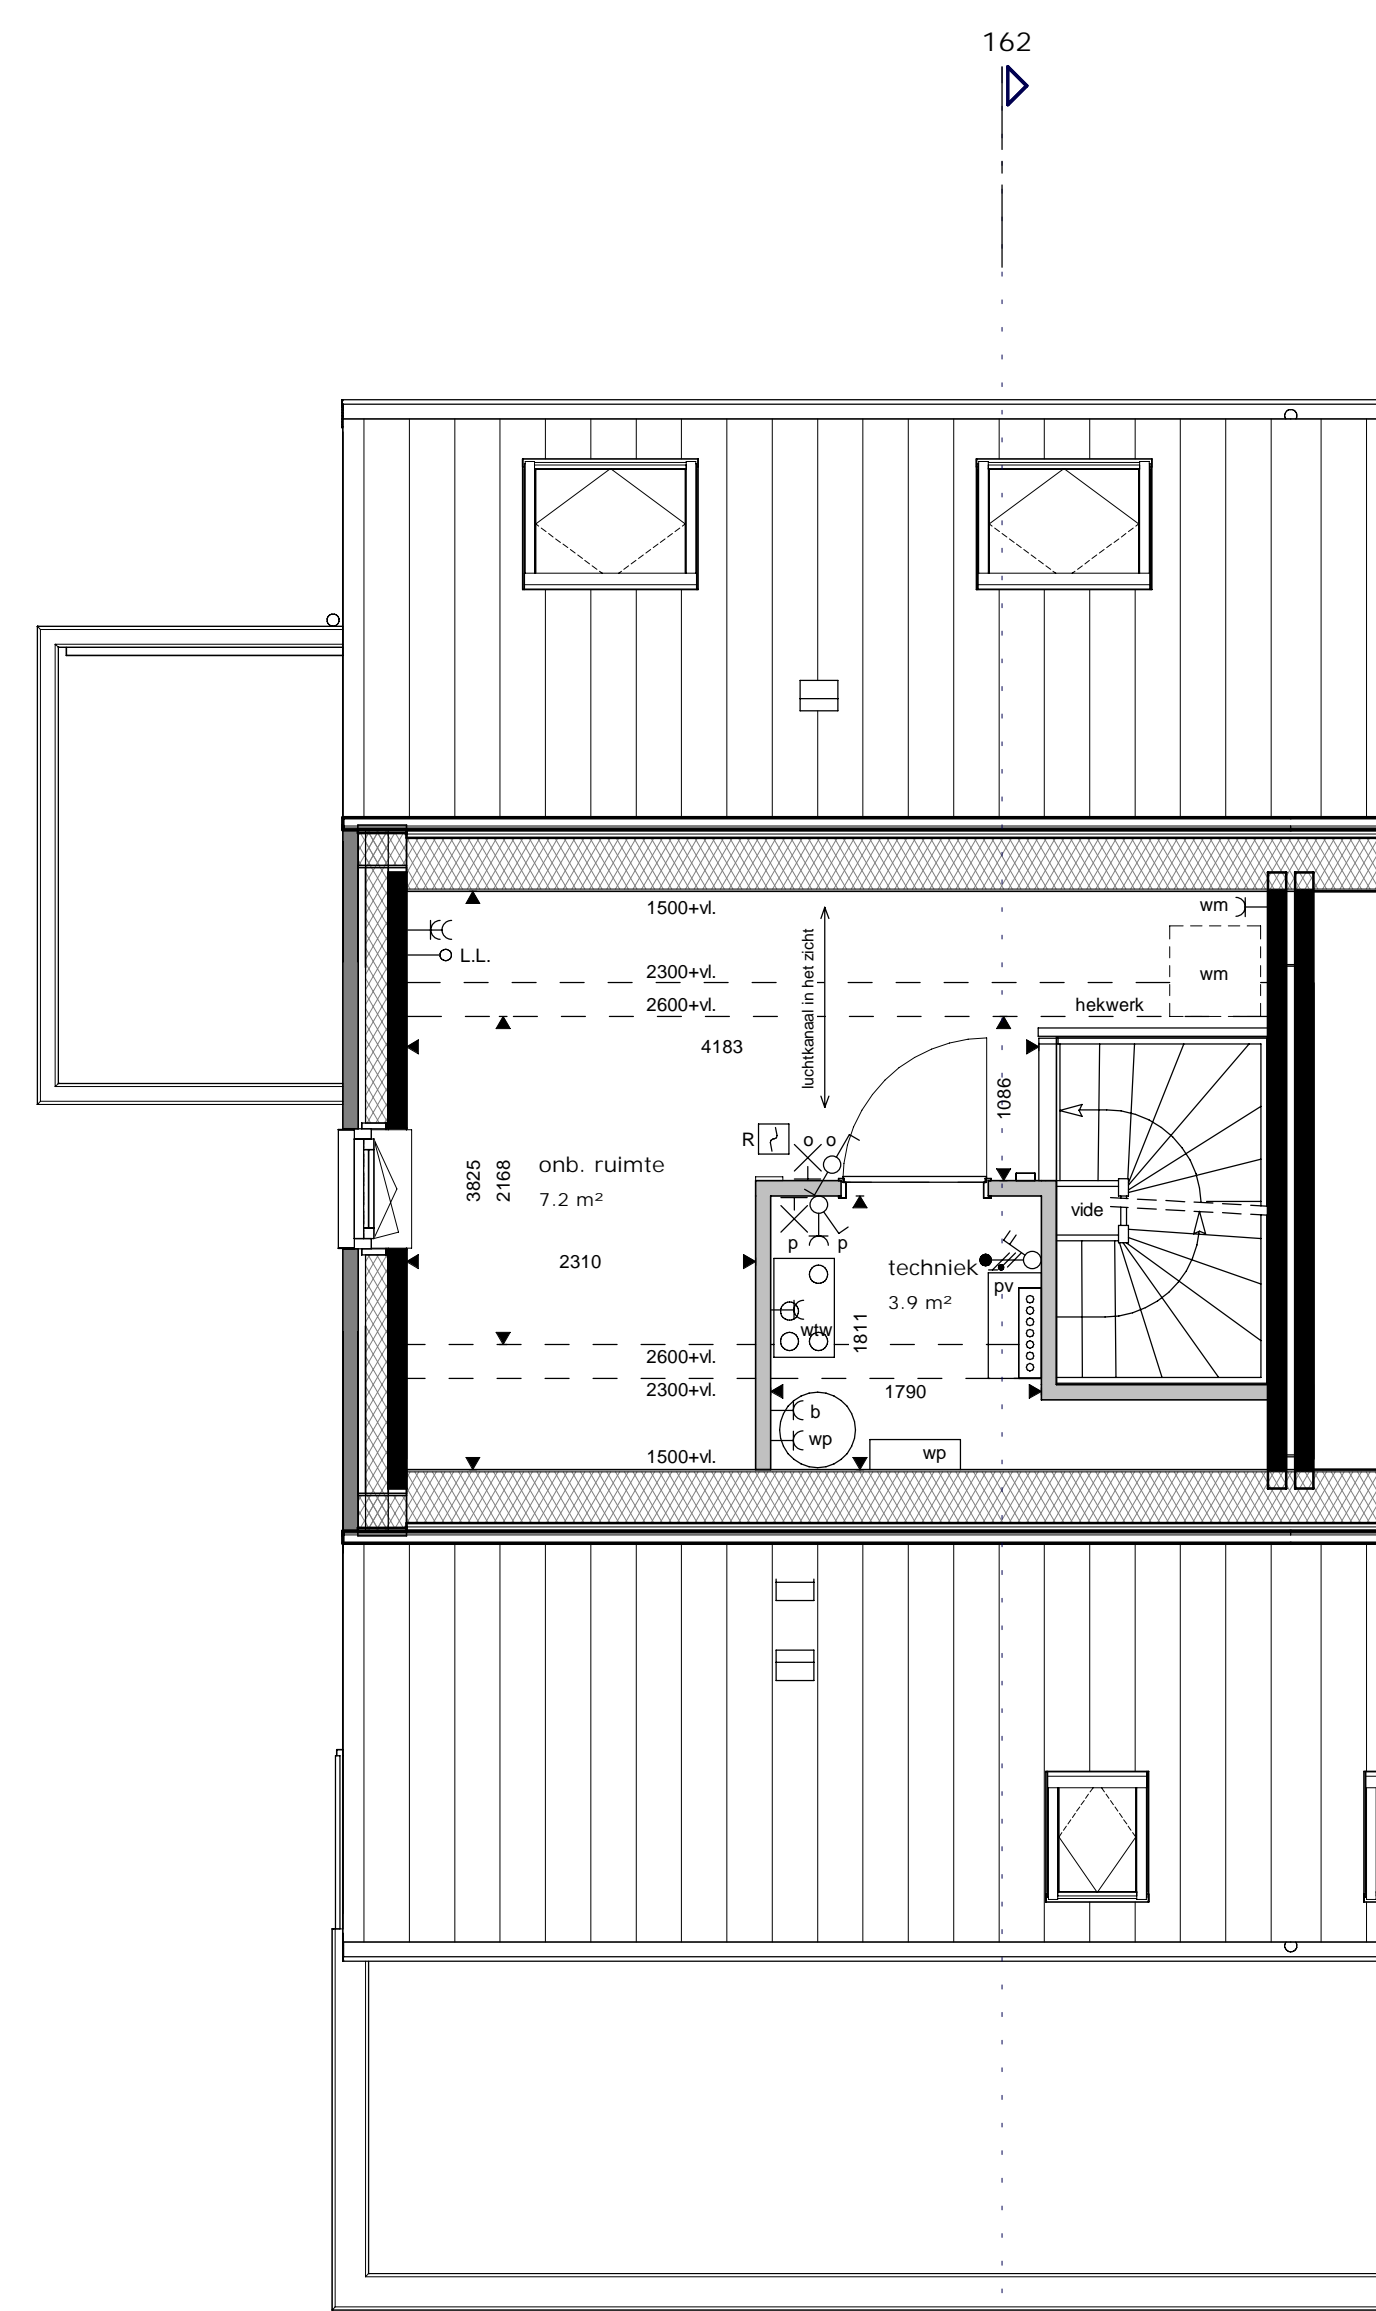 162
1500+vl.
wm
L.L.
2300+vl.
wm
2600+vl.
hekwerk
luchtkanaal in het zicht
4183
1086
R
o o
3825
2168
onb. ruimte
7.2 m²
vide
p p
2310
techniek
3.9 m²
pv
wtw
1811
2600+vl.
2300+vl.
1790
b
wp
wp
1500+vl.